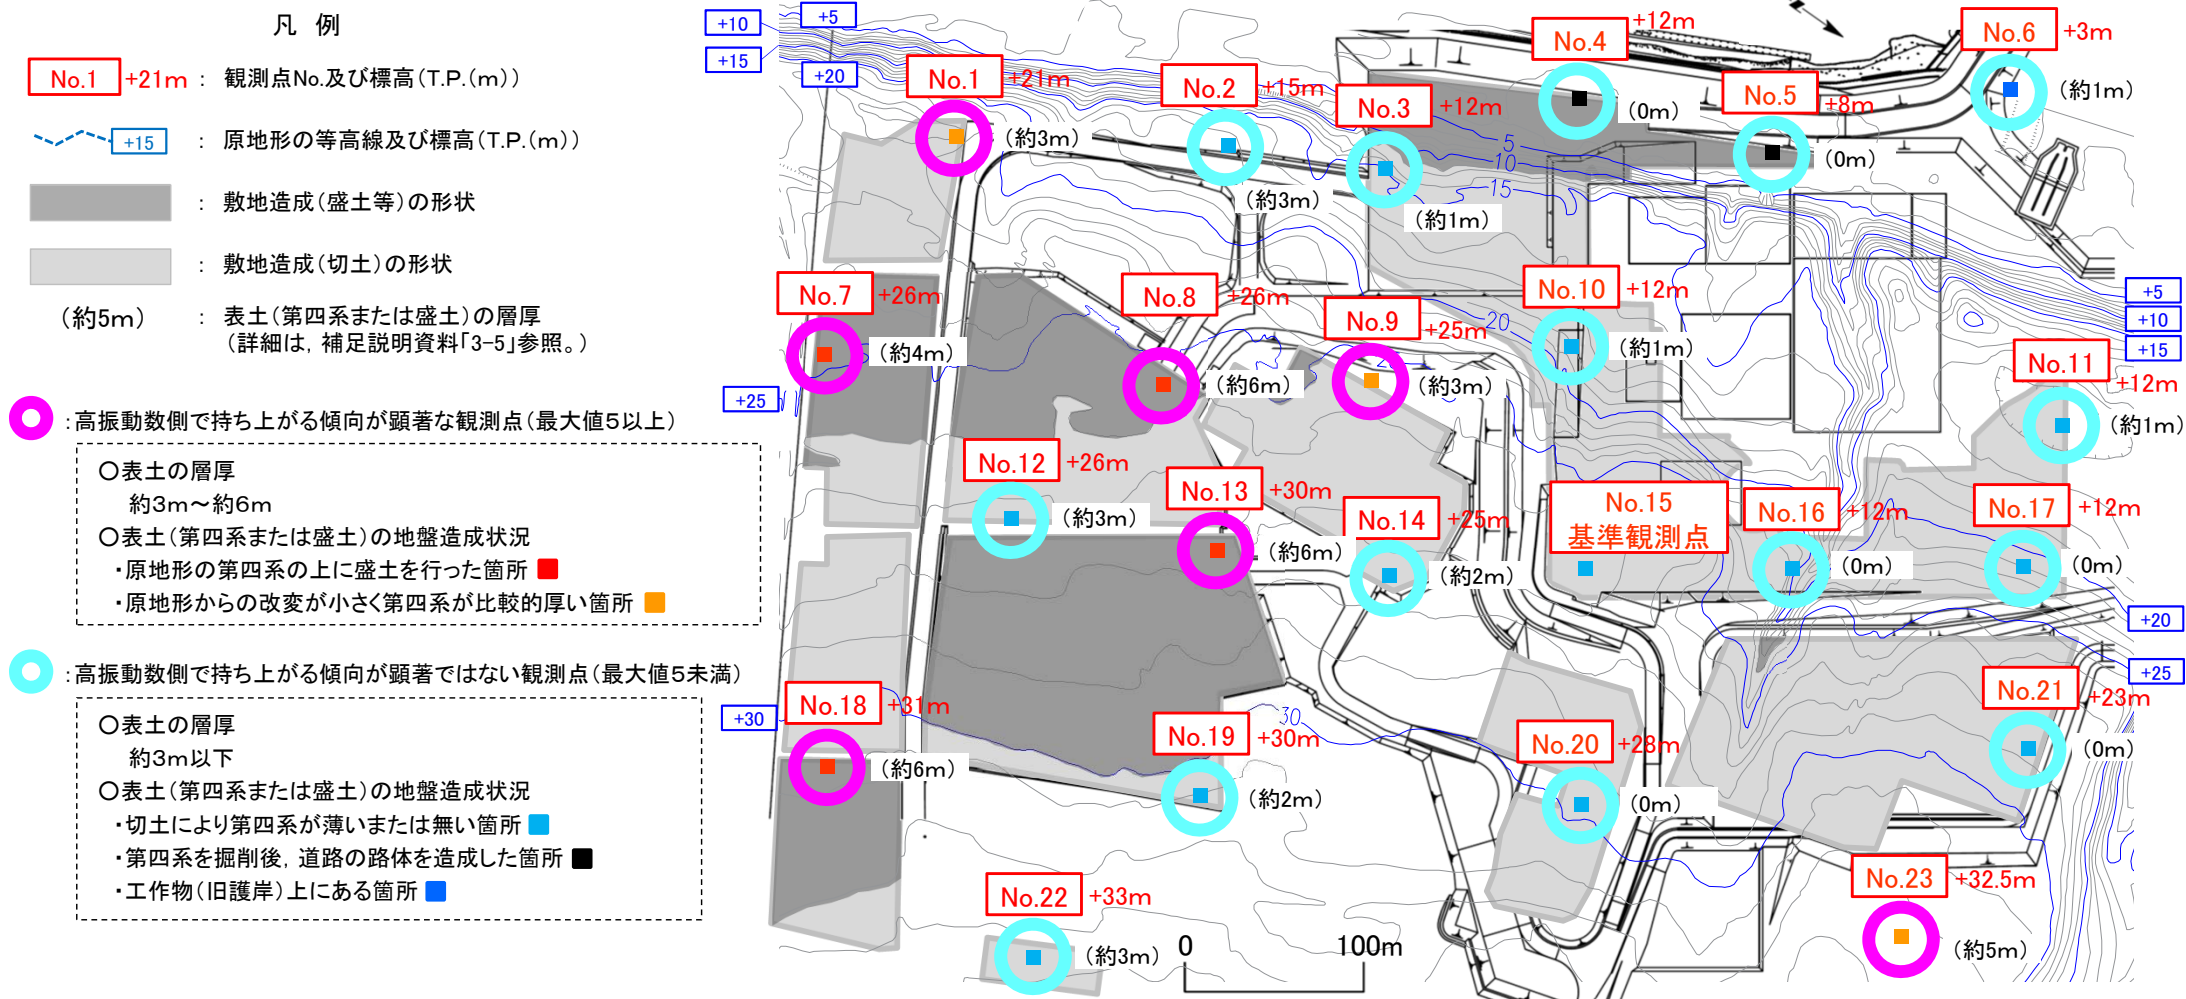 凡 例
No.1 +21m : 観測点No.及び標高(T.P.(m))
+15 : 原地形の等高線及び標高(T.P.(m))
: 敷地造成(盛土等)の形状
: 敷地造成(切土)の形状
(約5m) : 表土(第四系または盛土)の層厚
(詳細は，補足説明資料「3-5」参照。)
:高振動数側で持ち上がる傾向が顕著な観測点(最大値5以上)
○表土の層厚
約3m～約6m
○表土(第四系または盛土)の地盤造成状況
・原地形の第四系の上に盛土を行った箇所
・原地形からの改変が小さく第四系が比較的厚い箇所
:高振動数側で持ち上がる傾向が顕著ではない観測点(最大値5未満)
○表土の層厚
約3m以下
○表土(第四系または盛土)の地盤造成状況
・切土により第四系が薄いまたは無い箇所
・第四系を掘削後，道路の路体を造成した箇所
・工作物(旧護岸)上にある箇所
+10
+5
+15
+20
No.1 +21m
(約3m)
No.2 +15m
(約3m)
No.3 +12m
(約1m)
No.4 +12m
(0m)
No.5 +8m
(0m)
No.6 +3m
(約1m)
5
10
15
No.7 +26m
(約4m)
No.8 +26m
(約6m)
No.9 +25m
(約3m)
20
No.10 +12m
(約1m)
+5
+10
+15
No.11
+12m
(約1m)
+25
No.12 +26m
(約3m)
No.13 +30m
(約6m)
No.14 +25m
(約2m)
No.15
基準観測点
No.16 +12m
(0m)
No.17 +12m
(0m)
+20
+25
+30
No.18 +31m
(約6m)
No.19 +30m
(約2m)
30
No.20 +28m
(0m)
No.21
+23m
(0m)
No.22 +33m
(約3m)
No.23 +32.5m
(約5m)
0 100m